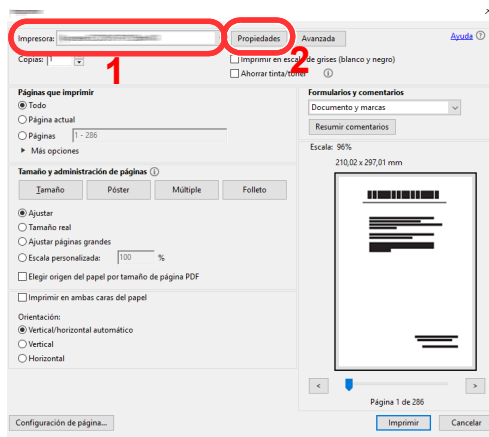 Impresora:
Propiedades
Avanzada
Ayuda
Copias: 1
Imprimir en escala de grises (blanco y negro)
Ahorrar tinta/tóner
1
2
Páginas que imprimir
Todo
Página actual
Páginas 1 - 286
Más opciones
Tamaño y administración de páginas
Tamaño Póster Múltiple Folleto
Ajustar
Tamaño real
Ajustar páginas grandes
Escala personalizada: 100 %
Elegir origen del papel por tamaño de página PDF
Imprimir en ambas caras del papel
Orientación:
Vertical/horizontal automático
Vertical
Horizontal
Formularios y comentarios
Documento y marcas
Resumir comentarios
Escala: 96%
210,02 x 297,01 mm
< >
Página 1 de 286
Configuración de página...
Imprimir Cancelar